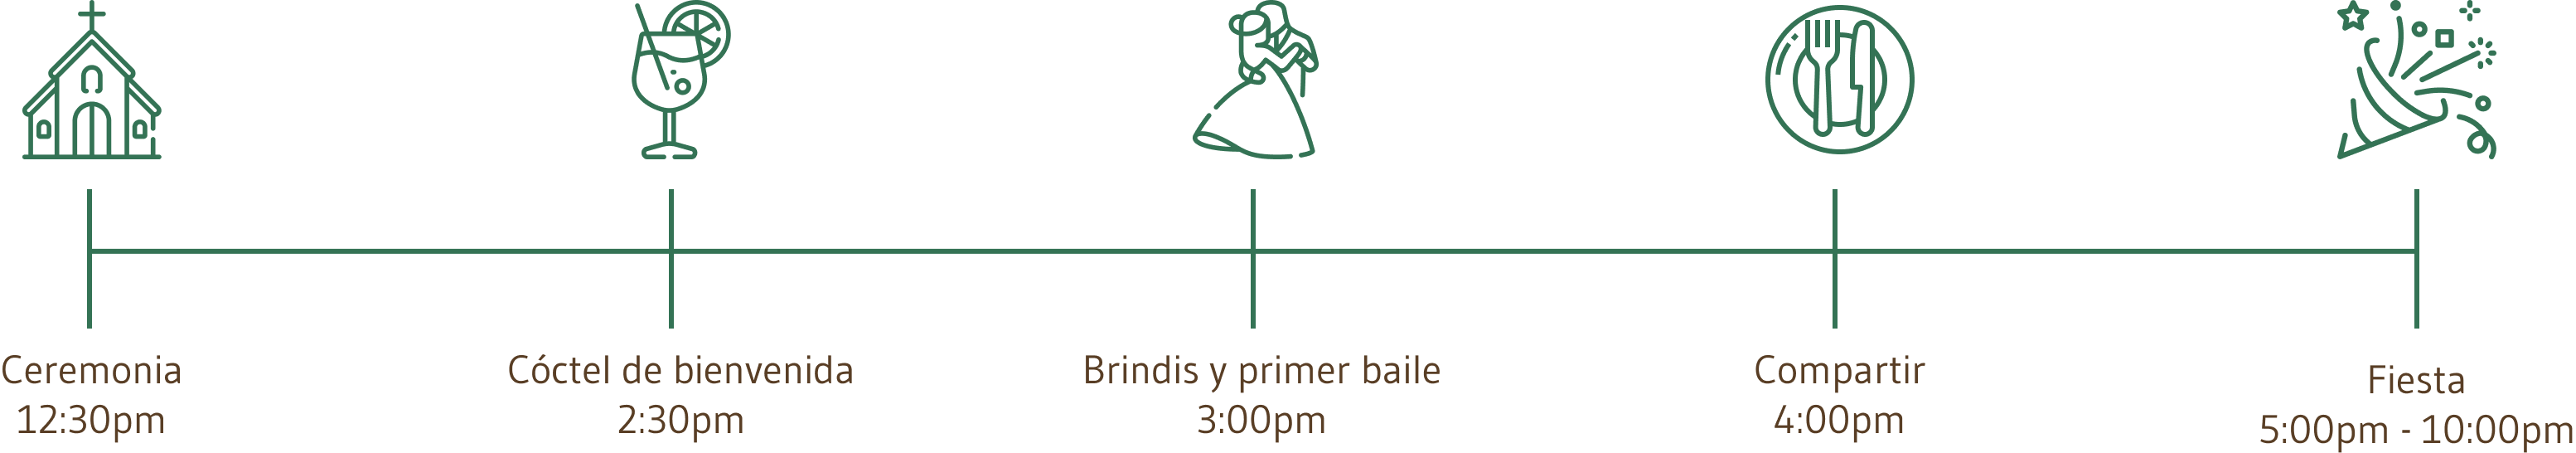 Ceremonia
12:30pm
Cóctel de bienvenida
2:30pm
Brindis y primer baile
3:00pm
Compartir
4:00pm
Fiesta
5:00pm - 10:00pm